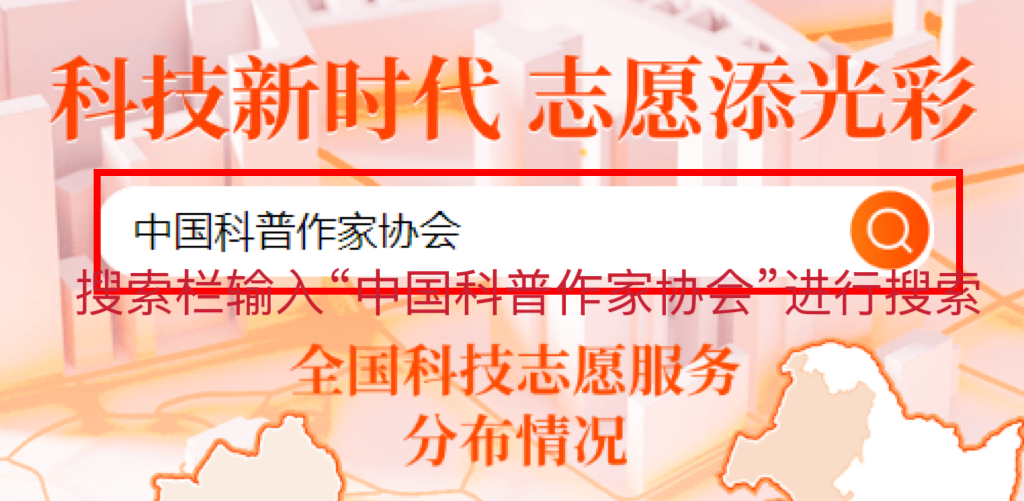 科技新时代 志愿添光彩
中国科普作家协会
搜索栏输入“中国科普作家协会”进行搜索
全国科技志愿服务
分布情况